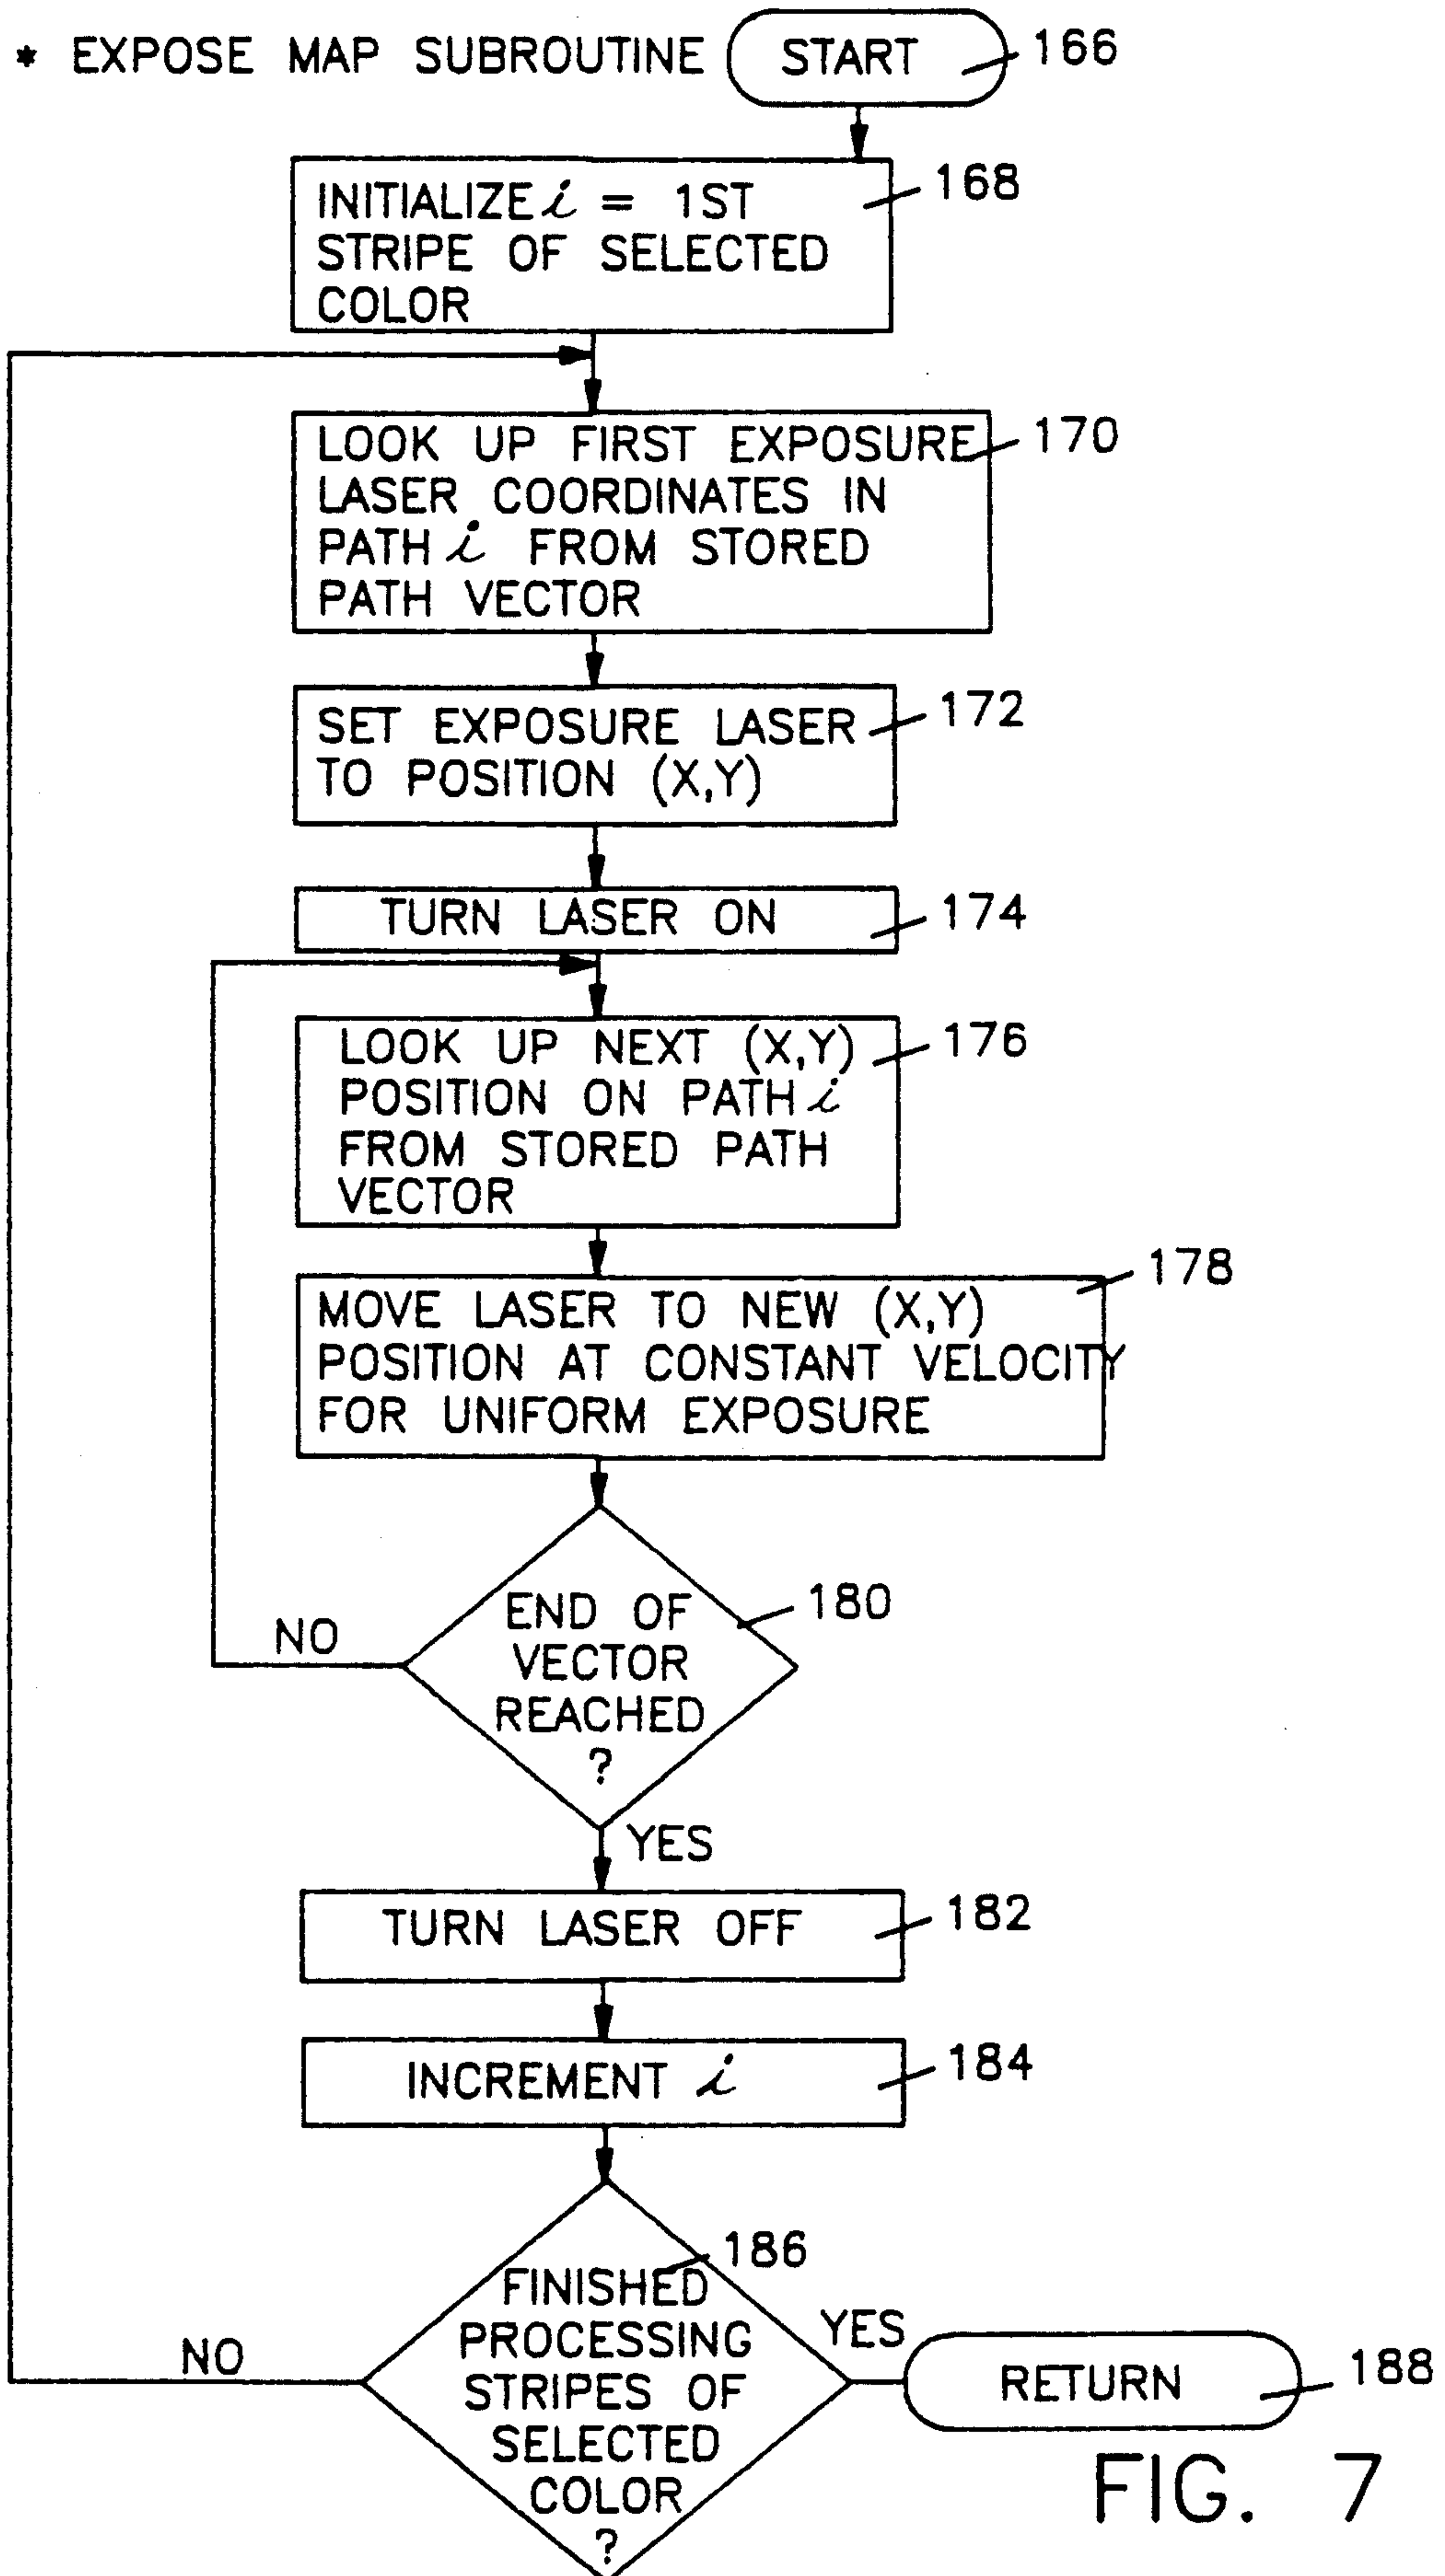 * EXPOSE MAP SUBROUTINE
START
166
INITIALIZE i = 1ST
STRIPE OF SELECTED
COLOR
168
LOOK UP FIRST EXPOSURE
LASER COORDINATES IN
PATH i FROM STORED
PATH VECTOR
170
SET EXPOSURE LASER
TO POSITION (X,Y)
172
TURN LASER ON
174
LOOK UP NEXT (X,Y)
POSITION ON PATH i
FROM STORED PATH
VECTOR
176
MOVE LASER TO NEW (X,Y)
POSITION AT CONSTANT VELOCITY
FOR UNIFORM EXPOSURE
178
END OF
VECTOR
REACHED
?
180
NO
YES
TURN LASER OFF
182
INCREMENT i
184
FINISHED
PROCESSING
STRIPES OF
SELECTED
COLOR
?
186
NO
YES
RETURN
188
FIG. 7